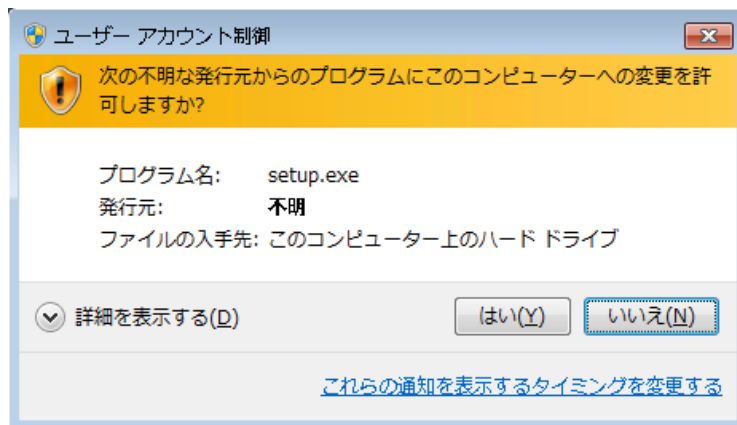 ユーザー アカウント制御
次の不明な発行元からのプログラムにこのコンピューターへの変更を許
可しますか?
プログラム名: setup.exe
発行元: 不明
ファイルの入手先: このコンピューター上のハード ドライブ
詳細を表示する(D)
はい(Y)
いいえ(N)
これらの通知を表示するタイミングを変更する